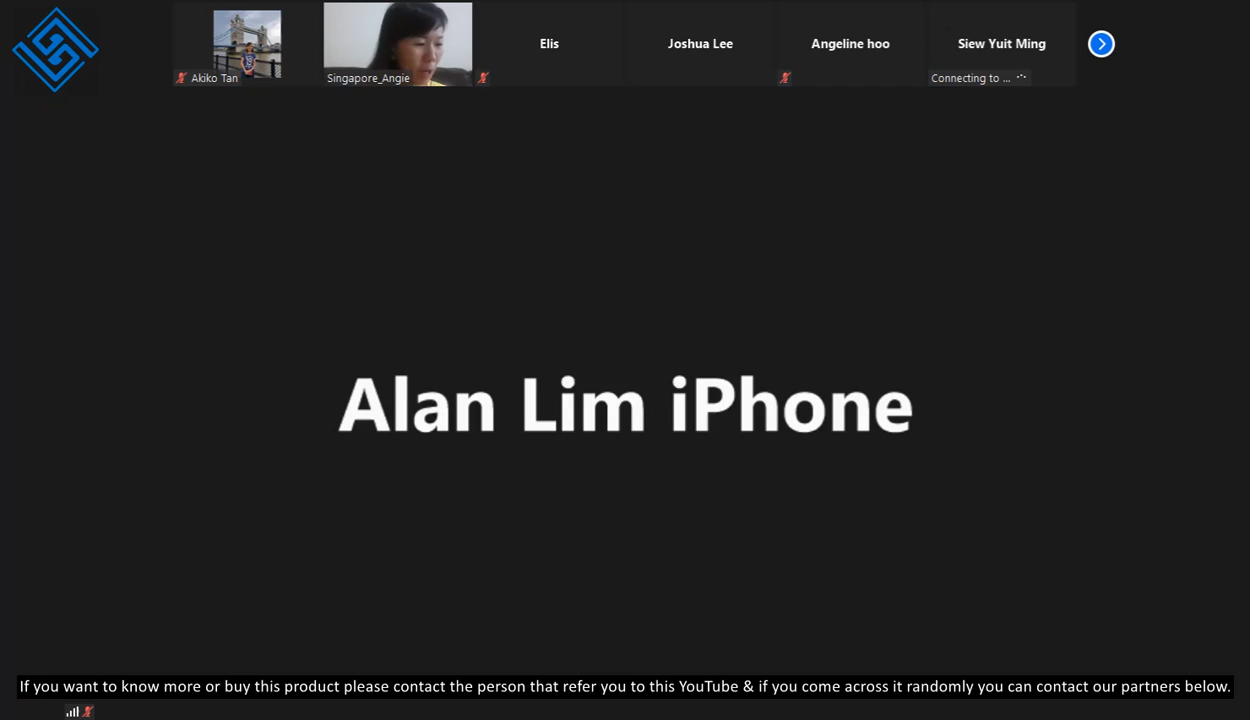 Elis
Joshua Lee
Angeline hoo
Siew Yuit Ming
Akiko Tan
Singapore_Angie
Connecting to ...
Alan Lim iPhone
If you want to know more or buy this product please contact the person that refer you to this YouTube & if you come across it randomly you can contact our partners below.